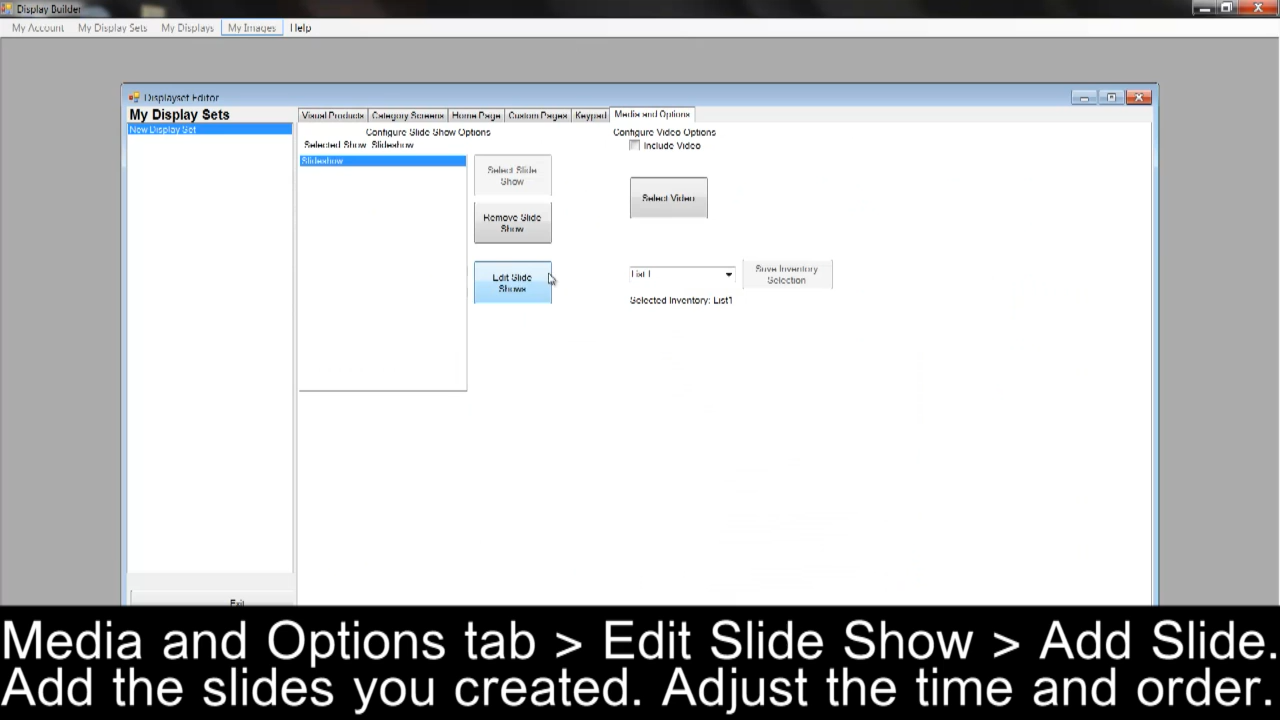 Display Builder
My Account My Display Sets My Displays My Images Help
Displayset Editor
My Display Sets
New Display Set
Visual Products Category Screens Home Page Custom Pages Keypad Media and Options
Configure Slide Show Options
Selected Show Slideshow
Slideshow
Select Slide
Show
Remove Slide
Show
Edit Slide
Shows
Configure Video Options
Include Video
Select Video
List1
Save Inventory
Selection
Selected Inventory: List1
Exit
Media and Options tab > Edit Slide Show > Add Slide.
Add the slides you created. Adjust the time and order.